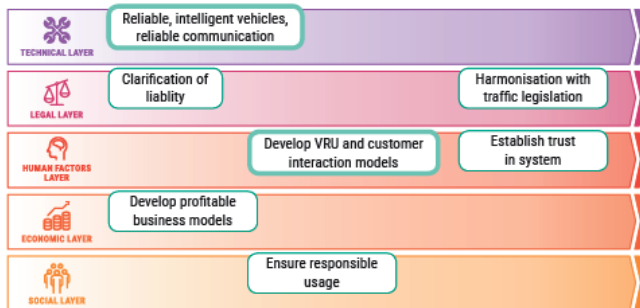 Reliable, intelligent vehicles,
reliable communication
TECHNICAL LAYER
Clarification of
liablity
Harmonisation with
traffic legislation
LEGAL LAYER
Develop VRU and customer
interaction models
Establish trust
in system
HUMAN FACTORS
LAYER
Develop profitable
business models
ECONOMIC LAYER
Ensure responsible
usage
SOCIAL LAYER